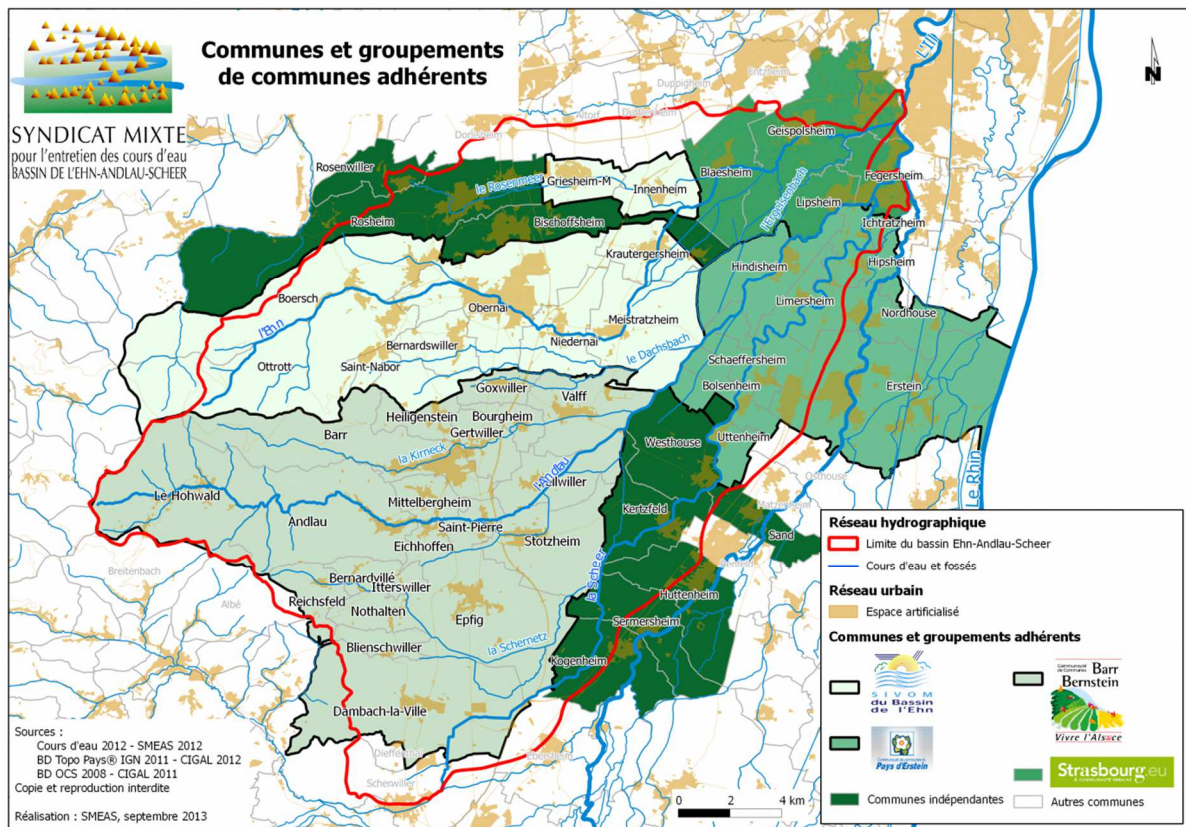 Communes et groupements
de communes adhérents
SYNDICAT MIXTE
pour l'entretien des cours d'eau
BASSIN DE L'EHN-ANDLAU-SCHEER
N
L'Ill
Entzheim
Duppigheim
Altorf
Dorlisheim
Geispolsheim
Rosenwiller
le Rosenmeer
Griesheim-M
Innenheim
Blaesheim
Fegersheim
Lipsheim
l'Ergelsenbach
Rosheim
Bischoffsheim
Ichtratzheim
Krautergersheim
Hindisheim
Hipsheim
Boersch
Obernai
Limersheim
Nordhouse
l'Ehn
Meistratzheim
Niedernai
Bernardswiller
le Dachsbach
Ottrott
Saint-Nabor
Schaeffersheim
Erstein
Goxwiller
Valff
Bolsenheim
Heiligenstein
Bourgheim
Barr
Gertwiller
Westhouse
Uttenheim
la Kirneck
l'Andlau
Osthouse
Le Hohwald
Mittelbergheim
Matzenheim
Le Rhin
Andlau
Saint-Pierre
Kertzfeld
Stotzheim
Sand
Eichhoffen
Breitenbach
Bernardvillé
Itterswiller
la Scheer
Albé
Reichsfeld
Nothalten
Huttenheim
Epfig
Sermersheim
Blienschwiller
la Schernetz
Kogenheim
Dambach-la-Ville
Dieffenthal
Ebersheim
Scherwiller
Réseau hydrographique
Limite du bassin Ehn-Andlau-Scheer
Cours d'eau et fossés
Réseau urbain
Espace artificialisé
Communes et groupements adhérents
SIVOM
du Bassin
de l'Ehn
Communauté de Communes
Barr
Bernstein
Vivre l'Alsace
Pays d'Erstein
Strasbourg.eu
& COMMUNAUTÉ URBAINE
Communes indépendantes
Autres communes
Sources :
Cours d'eau 2012 - SMEAS 2012
BD Topo Pays® IGN 2011 - CIGAL 2012
BD OCS 2008 - CIGAL 2011
Copie et reproduction interdite
Réalisation : SMEAS, septembre 2013
0 2 4 km